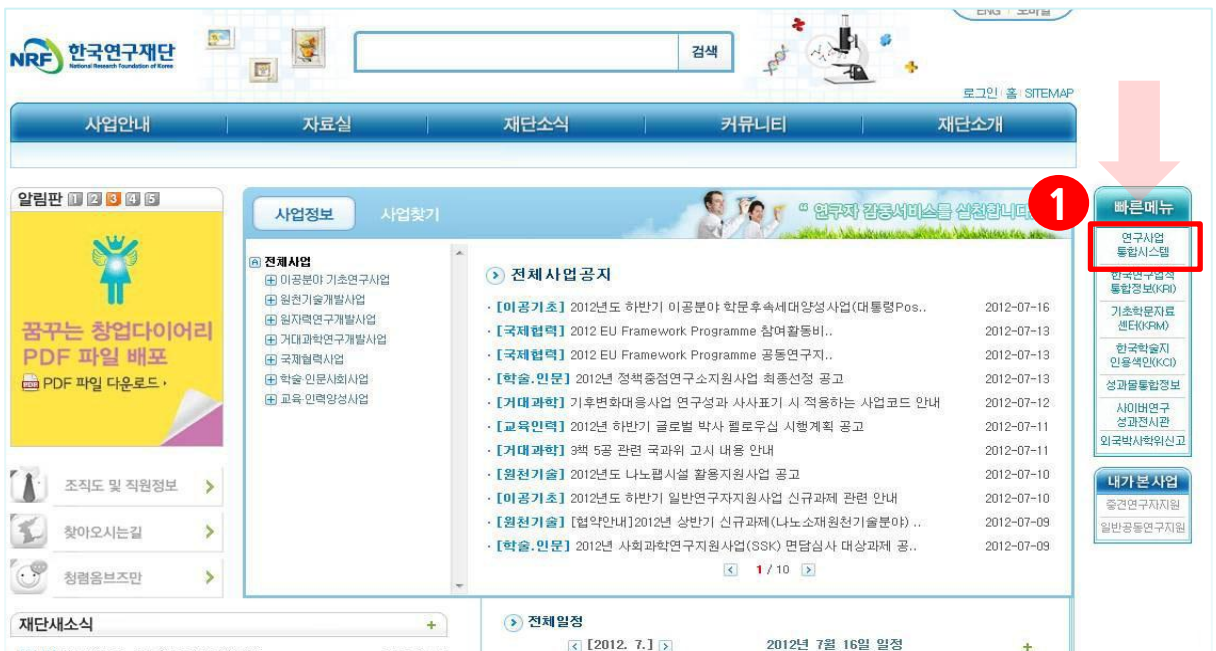 ENG 모바일
NRF 한국연구재단
National Research Foundation of Korea
검색
로그인 홈 SITEMAP
사업안내 자료실 재단소식 커뮤니티 재단소개
알림판 1 2 3 4 5
꿈꾸는 창업다이어리
PDF 파일 배포
PDF 파일 다운로드
조직도 및 직원정보
찾아오시는길
청렴옴브즈만
재단새소식 +
사업정보 사업찾기
“ 연구자 감동서비스를 실천합니다
전체사업
이공분야 기초연구사업
원천기술개발사업
원자력연구개발사업
거대과학연구개발사업
국제협력사업
학술·인문사회사업
교육·인력양성사업
전체사업공지
· [이공기초] 2012년도 하반기 이공분야 학문후속세대양성사업(대통령Pos.. 2012-07-16
· [국제협력] 2012 EU Framework Programme 참여활동비.. 2012-07-13
· [국제협력] 2012 EU Framework Programme 공동연구지.. 2012-07-13
· [학술.인문] 2012년 정책중점연구소지원사업 최종선정 공고 2012-07-13
· [거대과학] 기후변화대응사업 연구성과 사사표기 시 적용하는 사업코드 안내 2012-07-12
· [교육인력] 2012년 하반기 글로벌 박사 펠로우십 시행계획 공고 2012-07-11
· [거대과학] 3책 5공 관련 국과위 고시 내용 안내 2012-07-11
· [원천기술] 2012년도 나노팹시설 활용지원사업 공고 2012-07-10
· [이공기초] 2012년도 하반기 일반연구자지원사업 신규과제 관련 안내 2012-07-10
· [원천기술] [협약안내]2012년 상반기 신규과제(나노소재원천기술분야) .. 2012-07-09
· [학술.인문] 2012년 사회과학연구지원사업(SSK) 면담심사 대상과제 공.. 2012-07-09
< 1 / 10 >
전체일정
< [2012. 7.] > 2012년 7월 16일 일정 +
1
빠른메뉴
연구사업
통합시스템
한국연구업적
통합정보(KRI)
기초학문자료
센터(KRM)
한국학술지
인용색인(KCI)
성과물통합정보
사이버연구
성과전시관
외국박사학위신고
내가 본 사업
중견연구자지원
일반공동연구지원